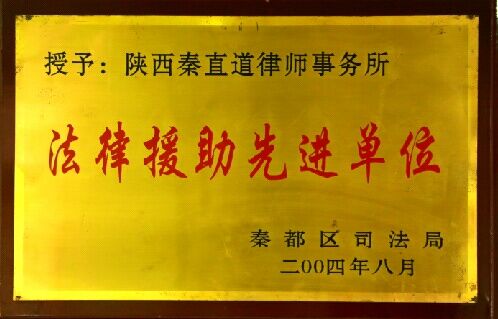 授予：陕西秦直道律师事务所
法律援助先进单位
秦都区司法局
二00四年八月